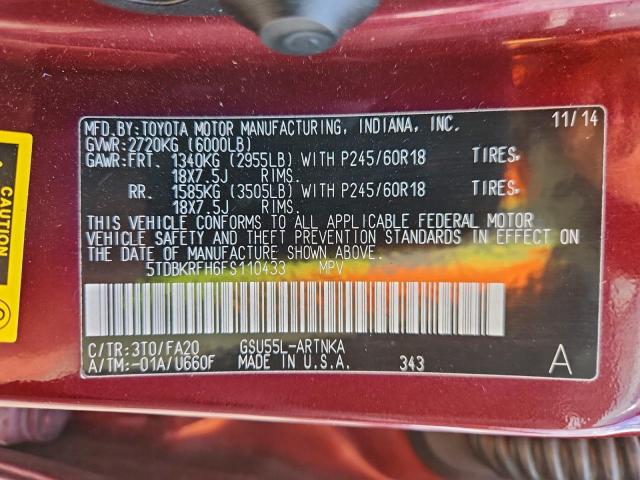 MFD.BY:TOYOTA MOTOR MANUFACTURING, INDIANA, INC. 11/14
GVWR:2720KG (6000LB)
GAWR:FRT. 1340KG (2955LB) WITH P245/60R18 TIRES,
18X7.5J RIMS.
RR. 1585KG (3505LB) WITH P245/60R18 TIRES,
18X7.5J RIMS.
THIS VEHICLE CONFORMS TO ALL APPLICABLE FEDERAL MOTOR
VEHICLE SAFETY AND THEFT PREVENTION STANDARDS IN EFFECT ON
THE DATE OF MANUFACTURE SHOWN ABOVE.
5TDBKRFH6FS110433 MPV
C/TR:3T0/FA20 GSU55L-ARTNKA
A/TM:-01A/U660F MADE IN U.S.A. 343 A
CAUTION